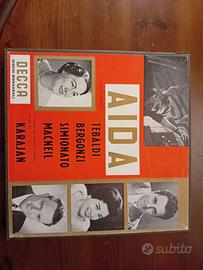 DECCA
AIDA
TEBALDI
BERGONZI
SIMIONATO
MACNEIL
KARAJAN
subito